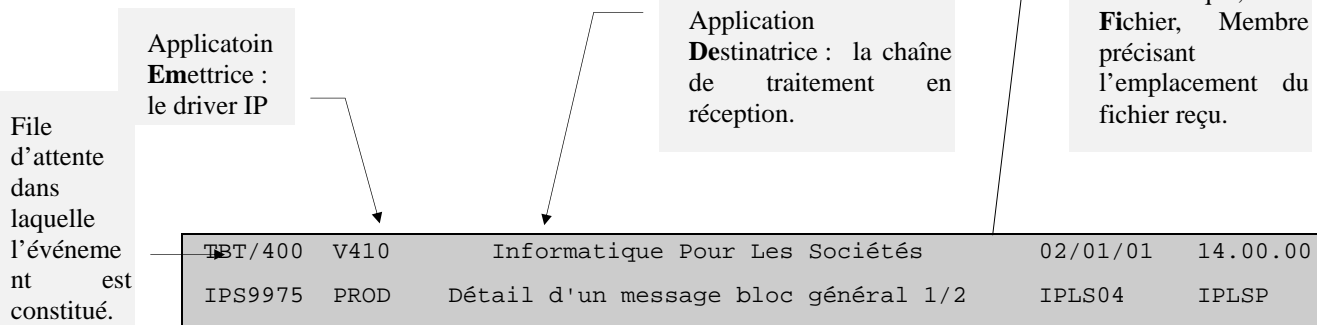 Applicatoin
Emettrice :
le driver IP
Application
Destinatrice : la chaîne
de traitement en
réception.
Fichier, Membre
précisant
l'emplacement du
fichier reçu.
File
d'attente
dans
laquelle
l'événeme
nt est
constitué.
TBT/400 V410 Informatique Pour Les Sociétés 02/01/01 14.00.00
IPS9975 PROD Détail d'un message bloc général 1/2 IPLS04 IPLSP